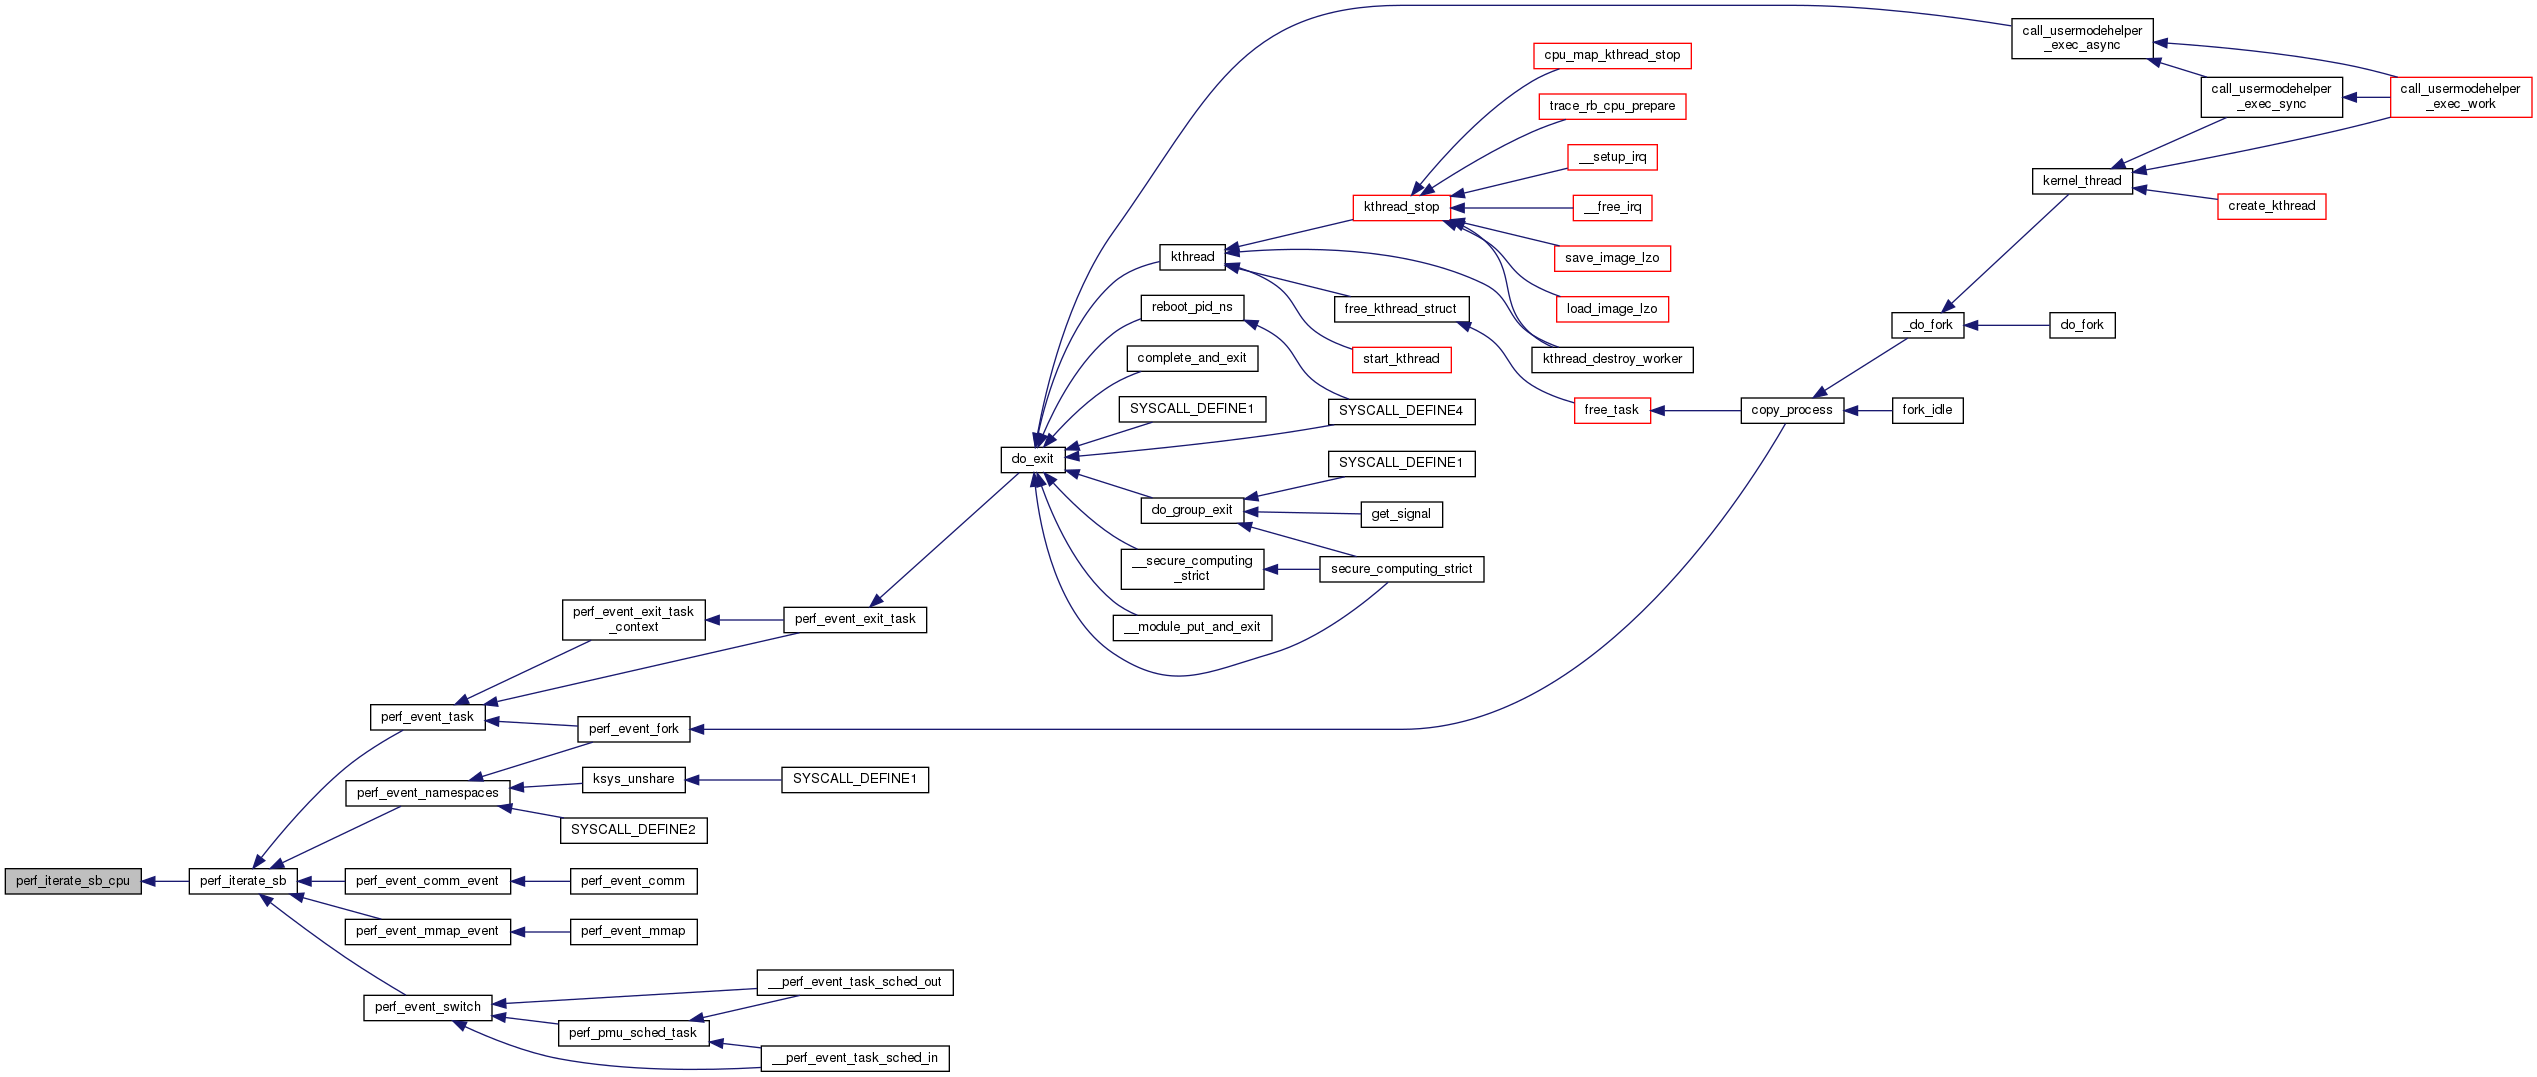 call_usermodehelper
_exec_async
cpu_map_kthread_stop
call_usermodehelper
_exec_sync
call_usermodehelper
_exec_work
trace_rb_cpu_prepare
__setup_irq
kernel_thread
kthread_stop
__free_irq
create_kthread
kthread
save_image_lzo
reboot_pid_ns
free_kthread_struct
load_image_lzo
_do_fork
do_fork
complete_and_exit
start_kthread
kthread_destroy_worker
SYSCALL_DEFINE1
SYSCALL_DEFINE4
free_task
copy_process
fork_idle
do_exit
SYSCALL_DEFINE1
do_group_exit
get_signal
__secure_computing
_strict
secure_computing_strict
perf_event_exit_task
_context
perf_event_exit_task
__module_put_and_exit
perf_event_task
perf_event_fork
perf_event_namespaces
ksys_unshare
SYSCALL_DEFINE1
SYSCALL_DEFINE2
perf_iterate_sb_cpu
perf_iterate_sb
perf_event_comm_event
perf_event_comm
perf_event_mmap_event
perf_event_mmap
__perf_event_task_sched_out
perf_event_switch
perf_pmu_sched_task
__perf_event_task_sched_in